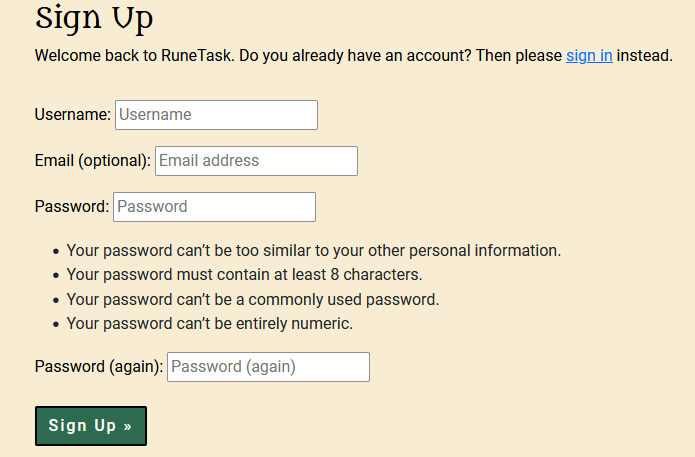 Sign Up
Welcome back to RuneTask. Do you already have an account? Then please sign in instead.
Username: Username
Email (optional): Email address
Password: Password
• Your password can’t be too similar to your other personal information.
• Your password must contain at least 8 characters.
• Your password can’t be a commonly used password.
• Your password can’t be entirely numeric.
Password (again): Password (again)
Sign Up »